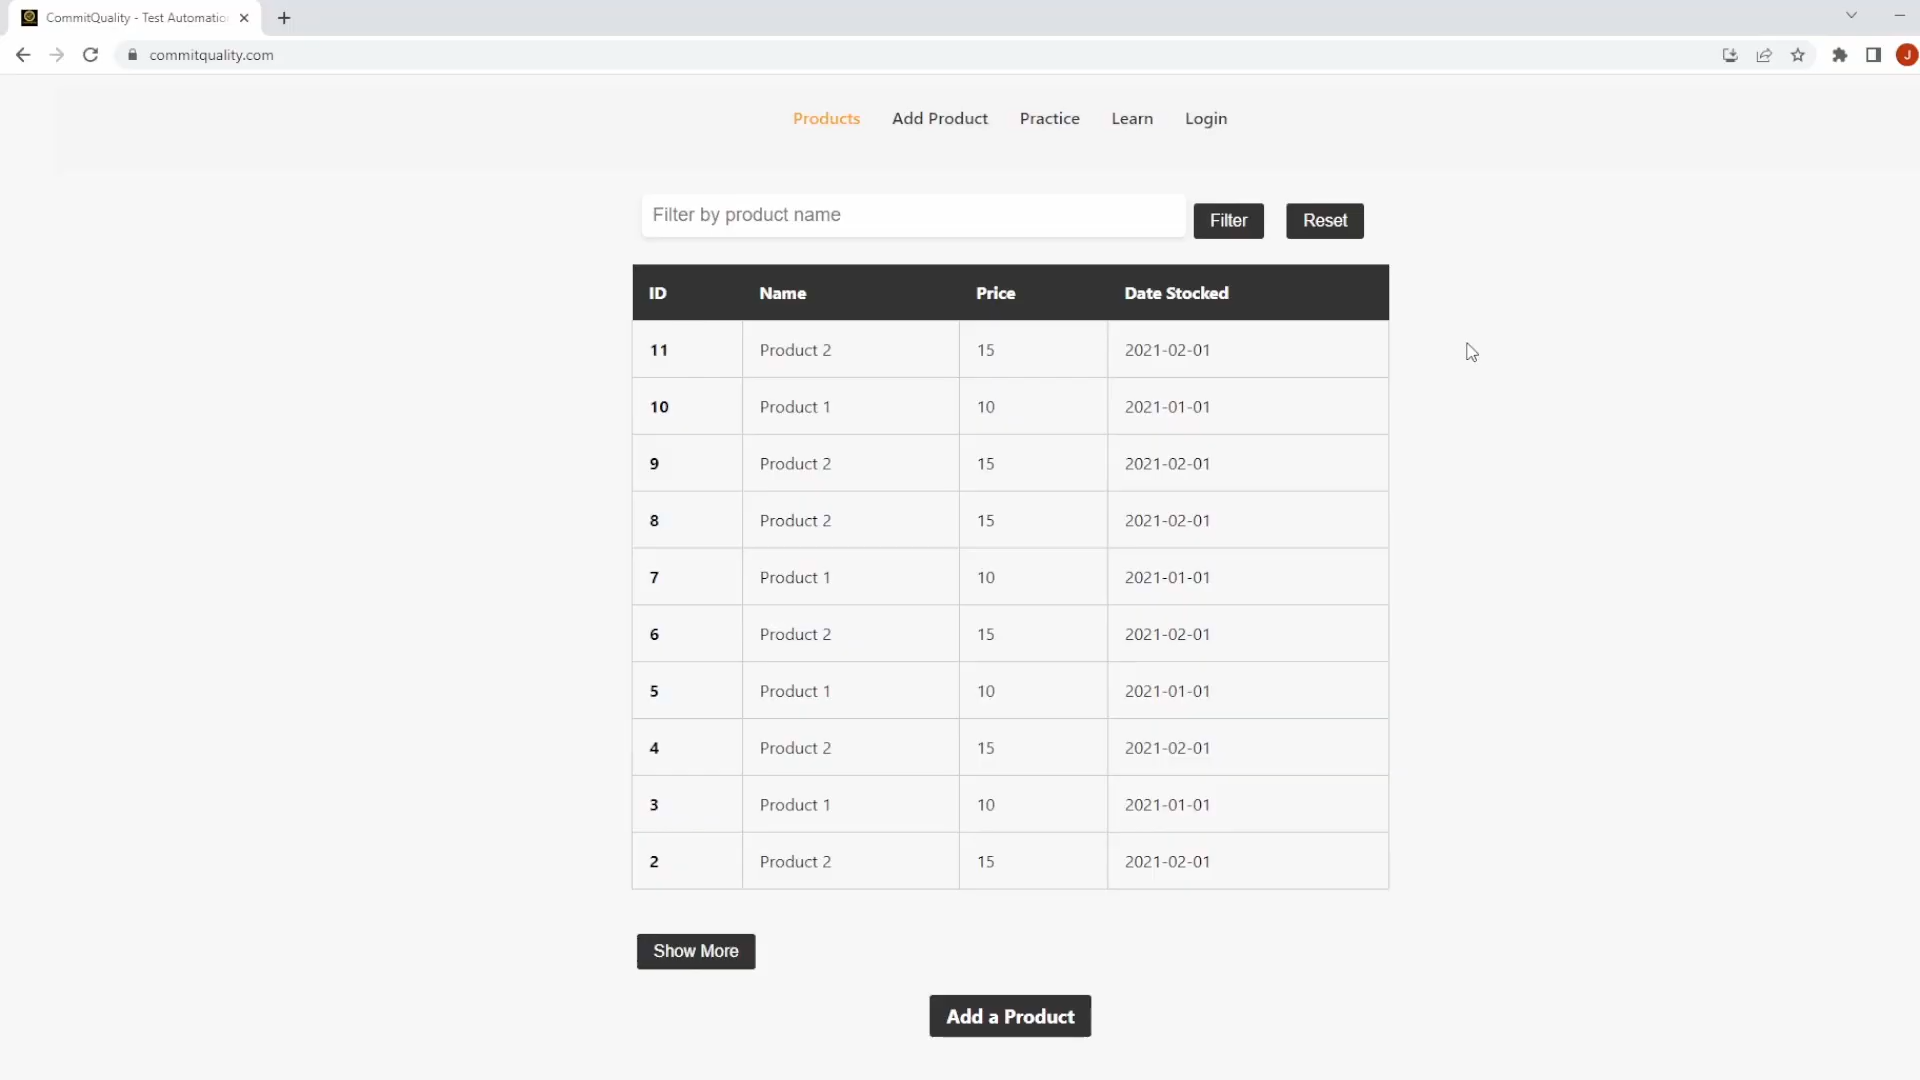 CommitQuality - Test Automatio
commitquality.com
J
Products Add Product Practice Learn Login
Filter by product name Filter Reset
ID Name Price Date Stocked
11 Product 2 15 2021-02-01
10 Product 1 10 2021-01-01
9 Product 2 15 2021-02-01
8 Product 2 15 2021-02-01
7 Product 1 10 2021-01-01
6 Product 2 15 2021-02-01
5 Product 1 10 2021-01-01
4 Product 2 15 2021-02-01
3 Product 1 10 2021-01-01
2 Product 2 15 2021-02-01
Show More
Add a Product